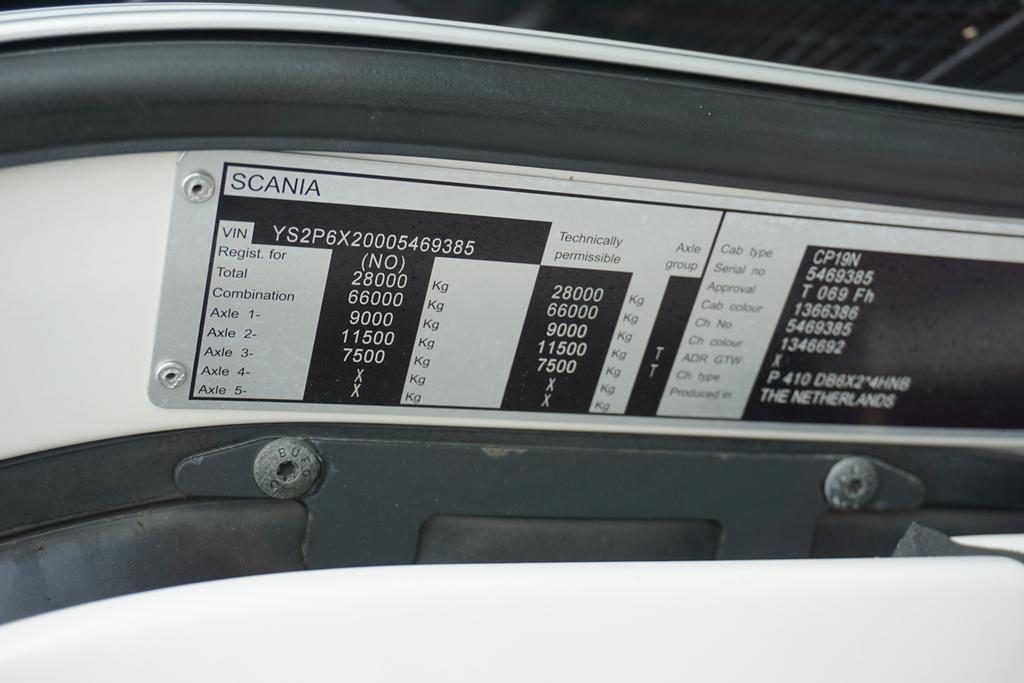 SCANIA
VIN YS2P6X20005469385
Regist. for (NO) Technically permissible Axle group
Total 28000 Kg 28000 Kg
Combination 66000 Kg 66000 Kg
Axle 1- 9000 Kg 9000 Kg
Axle 2- 11500 Kg 11500 Kg T
Axle 3- 7500 Kg 7500 Kg T
Axle 4- X Kg X Kg
Axle 5- X Kg X Kg
Cab type CP19N
Serial no 5469385
Approval T 069 Fh
Cab colour 1366386
Ch No 5469385
Ch colour 1346692
ADR GTW X
Ch type P 410 DB6X2*4HNB
Produced in THE NETHERLANDS
BUFO